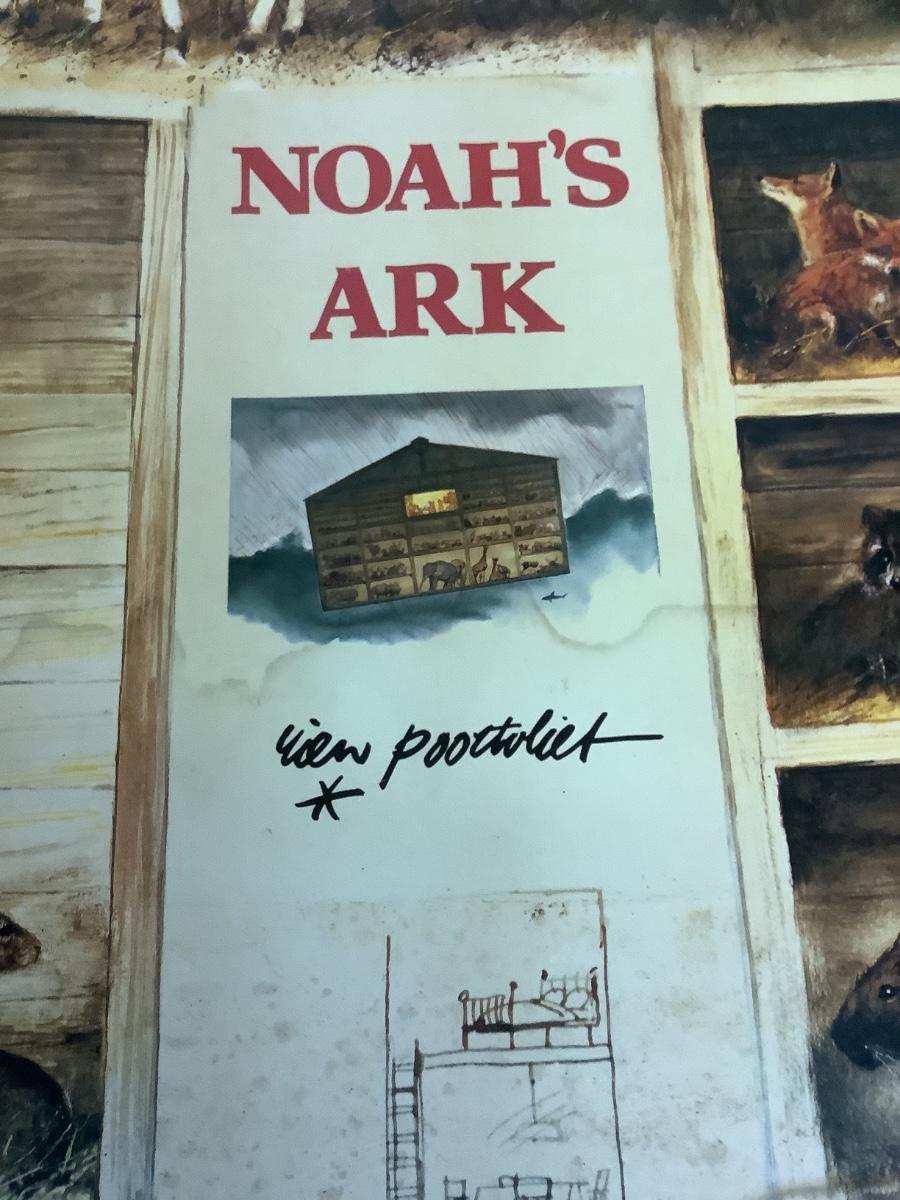 NOAH'S
ARK
rien poortvliet
*